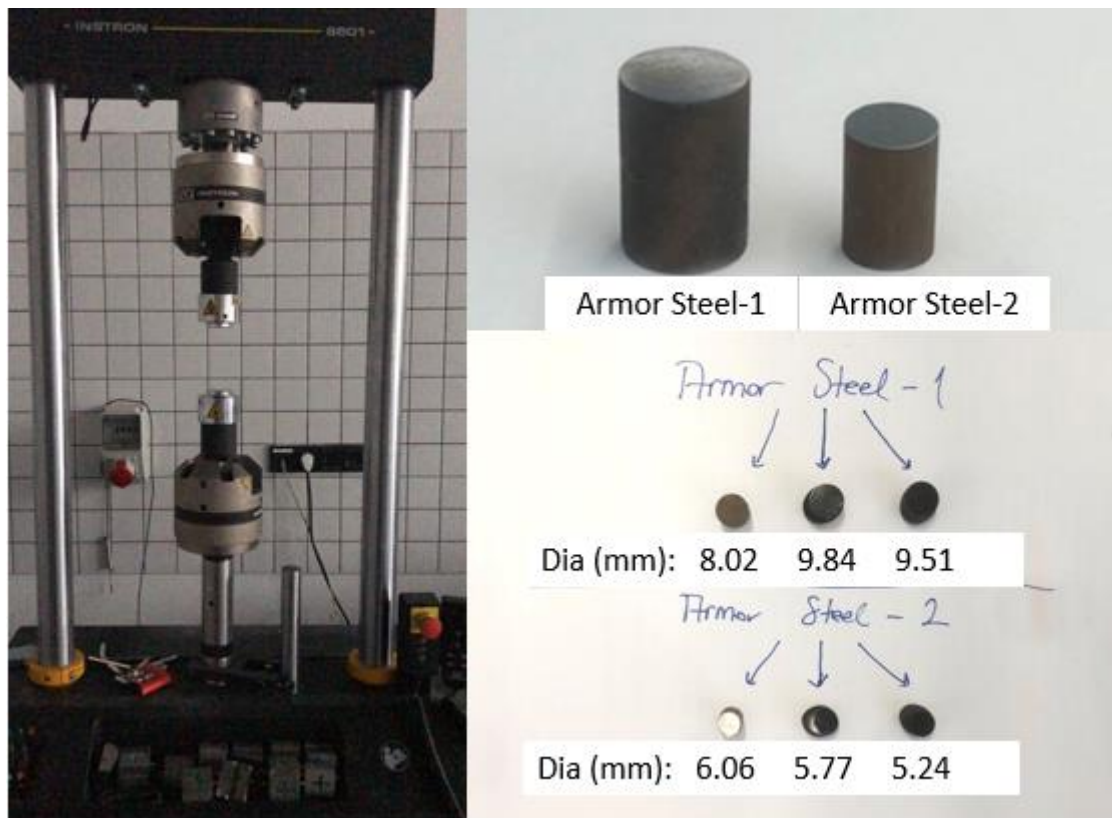 - INSTRON
8801 -
INSTRON
Armor Steel-1
Armor Steel-2
Armor Steel - 1
Dia (mm): 8.02 9.84 9.51
Armor Steel - 2
Dia (mm): 6.06 5.77 5.24